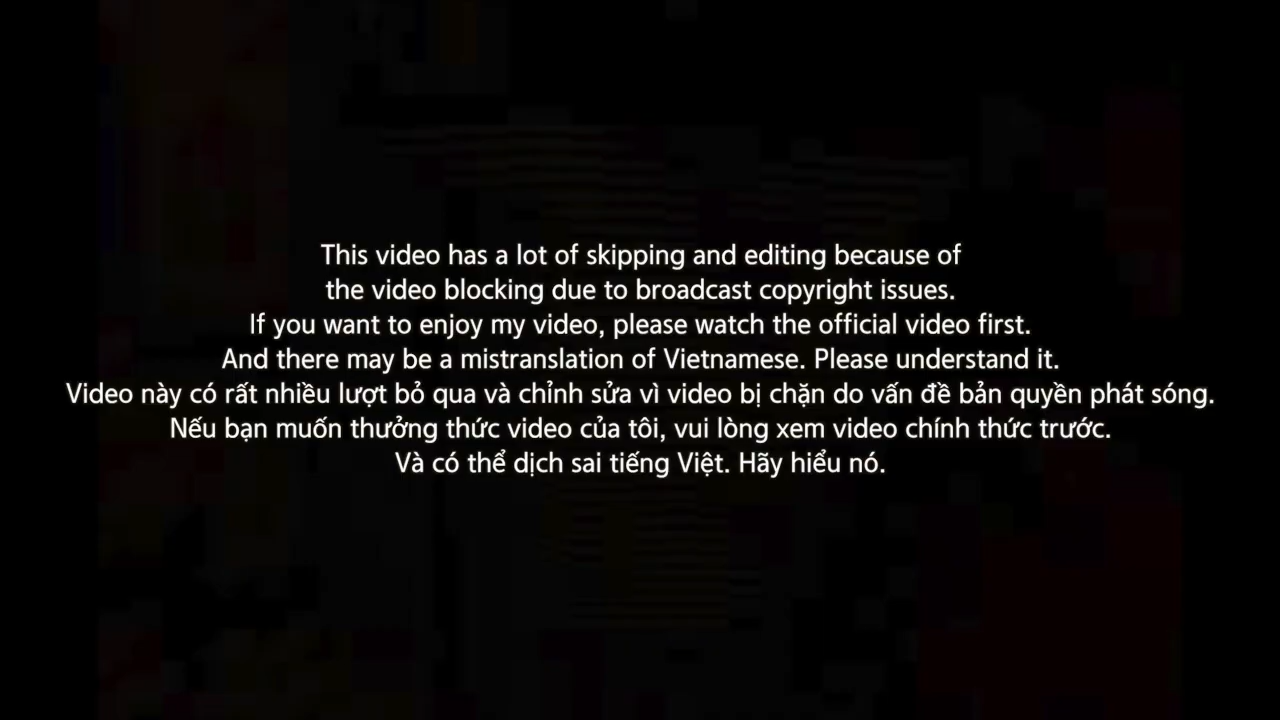 This video has a lot of skipping and editing because of
the video blocking due to broadcast copyright issues.
If you want to enjoy my video, please watch the official video first.
And there may be a mistranslation of Vietnamese. Please understand it.
Video này có rất nhiều lượt bỏ qua và chỉnh sửa vì video bị chặn do vấn đề bản quyền phát sóng.
Nếu bạn muốn thưởng thức video của tôi, vui lòng xem video chính thức trước.
Và có thể dịch sai tiếng Việt. Hãy hiểu nó.